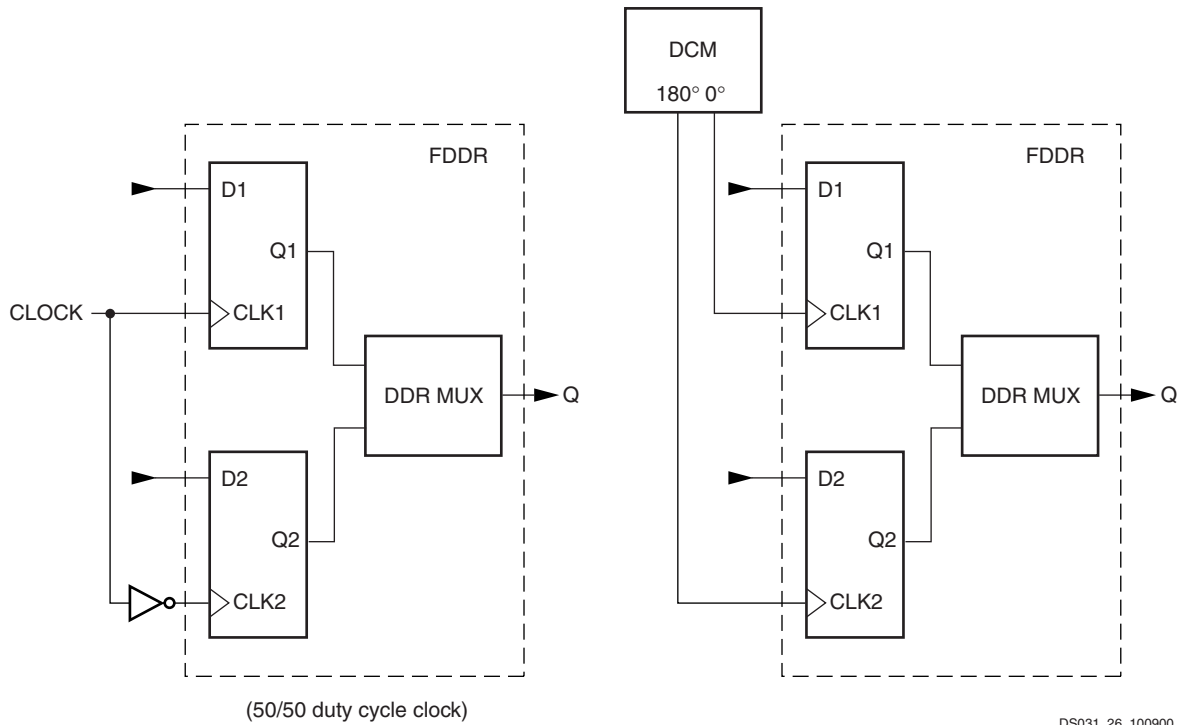 DCM
180° 0°
FDDR
D1
Q1
CLOCK
CLK1
DDR MUX
Q
D2
Q2
CLK2
(50/50 duty cycle clock)
FDDR
D1
Q1
CLK1
DDR MUX
Q
D2
Q2
CLK2
DS031_26_100900